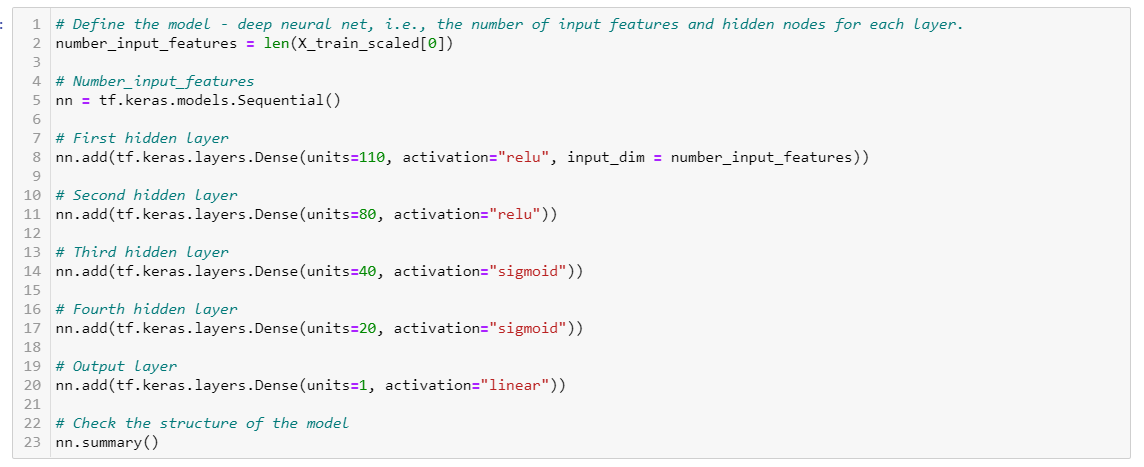 :
1 # Define the model - deep neural net, i.e., the number of input features and hidden nodes for each layer.
2 number_input_features = len(X_train_scaled[0])
3
4 # Number_input_features
5 nn = tf.keras.models.Sequential()
6
7 # First hidden layer
8 nn.add(tf.keras.layers.Dense(units=110, activation="relu", input_dim = number_input_features))
9
10 # Second hidden layer
11 nn.add(tf.keras.layers.Dense(units=80, activation="relu"))
12
13 # Third hidden layer
14 nn.add(tf.keras.layers.Dense(units=40, activation="sigmoid"))
15
16 # Fourth hidden layer
17 nn.add(tf.keras.layers.Dense(units=20, activation="sigmoid"))
18
19 # Output layer
20 nn.add(tf.keras.layers.Dense(units=1, activation="linear"))
21
22 # Check the structure of the model
23 nn.summary()